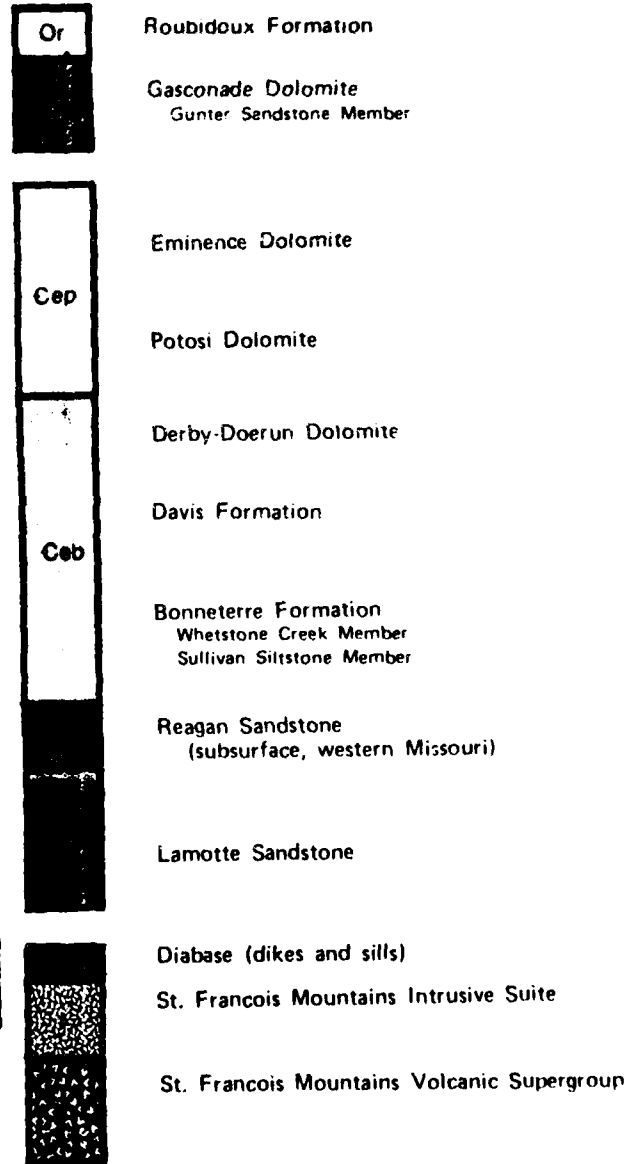 Or
Roubidoux Formation
Gasconade Dolomite
Gunter Sandstone Member
Eminence Dolomite
Єep
Potosi Dolomite
Derby-Doerun Dolomite
Davis Formation
Єeb
Bonneterre Formation
Whetstone Creek Member
Sullivan Siltstone Member
Reagan Sandstone
(subsurface, western Missouri)
Lamotte Sandstone
Diabase (dikes and sills)
St. Francois Mountains Intrusive Suite
St. Francois Mountains Volcanic Supergroup